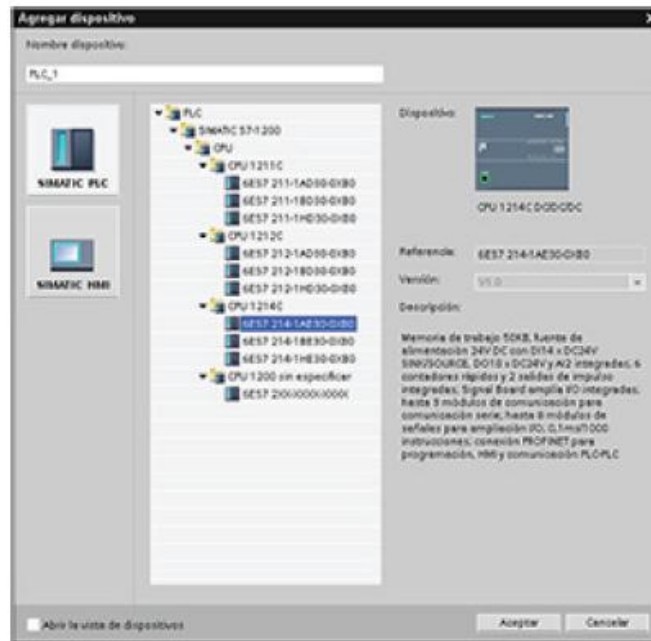 Agregar dispositivo
Nombre dispositivo:
PLC_1
SIMATIC PLC
SIMATIC HMI
PLC
SIMATIC S7-1200
CPU
CPU 1211C
6ES7 211-1AD30-0XB0
6ES7 211-1BD30-0XB0
6ES7 211-1HD30-0XB0
CPU 1212C
6ES7 212-1AD30-0XB0
6ES7 212-1BD30-0XB0
6ES7 212-1HD30-0XB0
CPU 1214C
6ES7 214-1AE30-0XB0
6ES7 214-1BE30-0XB0
6ES7 214-1HE30-0XB0
CPU 1200 sin especificar
6ES7 2XX-XXXXX-XXXX
Dispositivo:
CPU 1214C DC/DC/DC
Referencia: 6ES7 214-1AE30-0XB0
Versión: V1.0
Descripción:
Memoria de trabajo 50KB, fuente de
alimentación 24V DC con DI14 x DC24V
SINK/SOURCE, DO10 x DC24V y AI2 integradas; 6
contadores rápidos y 2 salidas de impulso
integradas; Signal Board amplía I/O integradas;
hasta 3 módulos de comunicación para
comunicación serie; hasta 8 módulos de
señales para ampliación I/O; 0,1ms/1000
instrucciones; conexión PROFINET para
programación, HMI y comunicación PLC-PLC
Abrir la vista de dispositivos
Aceptar
Cancelar